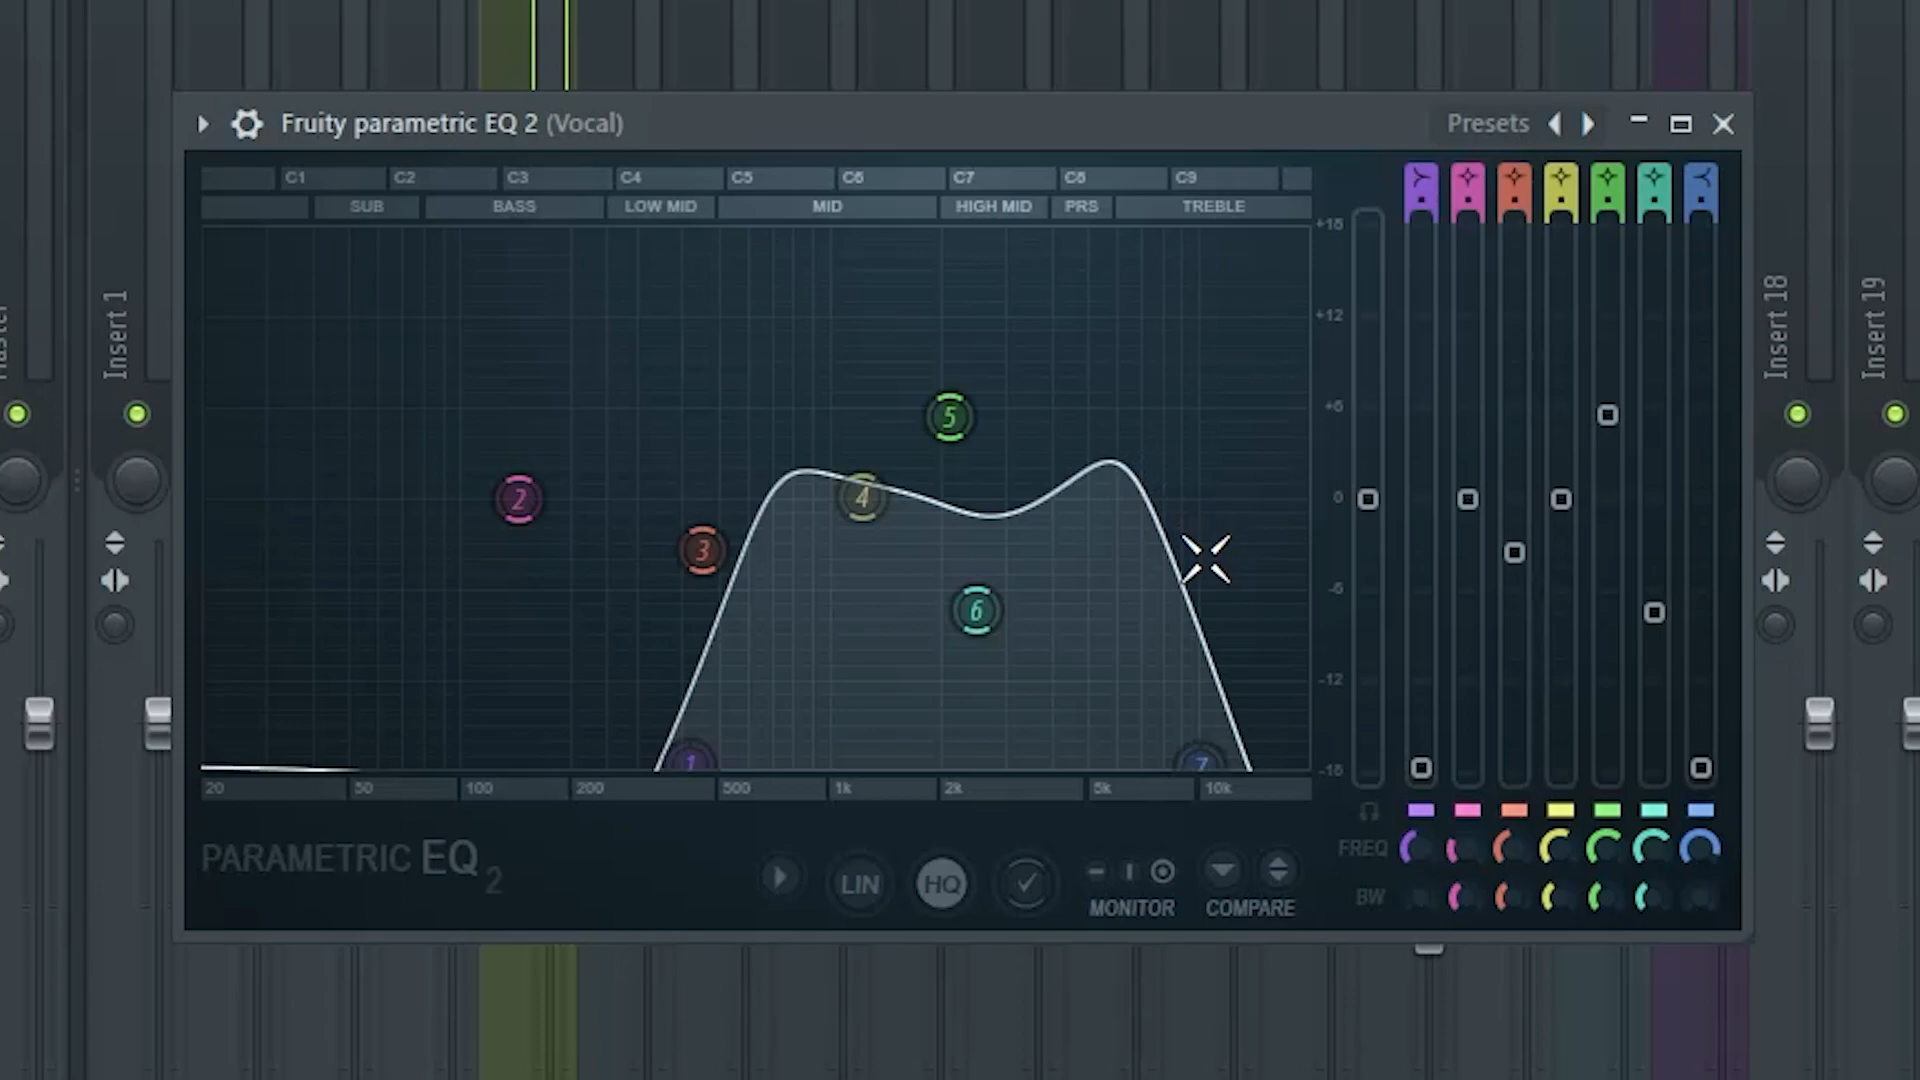 Fruity parametric EQ 2 (Vocal)
Presets
C1 C2 C3 C4 C5 C6 C7 C8 C9
SUB BASS LOW MID MID HIGH MID PRS TREBLE
+18
+12
+6
0
-6
-12
-18
1
2
3
4
5
6
7
20 50 100 200 500 1k 2k 5k 10k
PARAMETRIC EQ 2
LIN
HQ
MONITOR
COMPARE
FREQ
BW
Insert 1
Insert 18
Insert 19